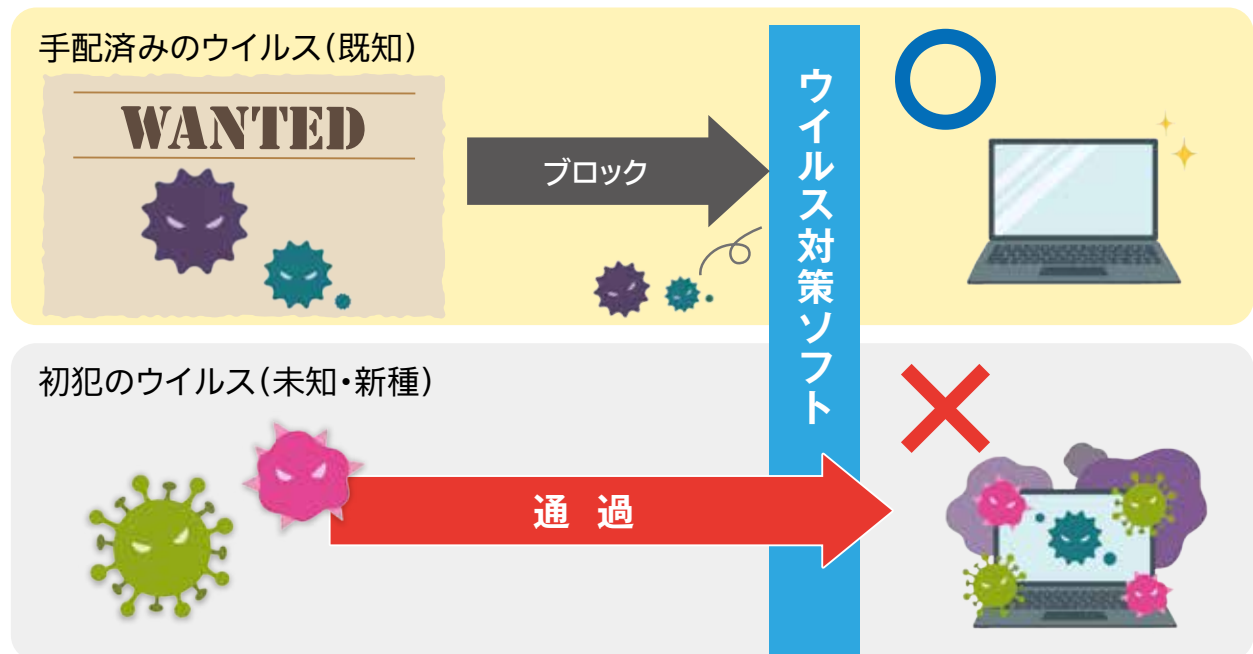 手配済みのウイルス(既知)
WANTED
ブロック
ウイルス対策ソフト
初犯のウイルス(未知・新種)
通過